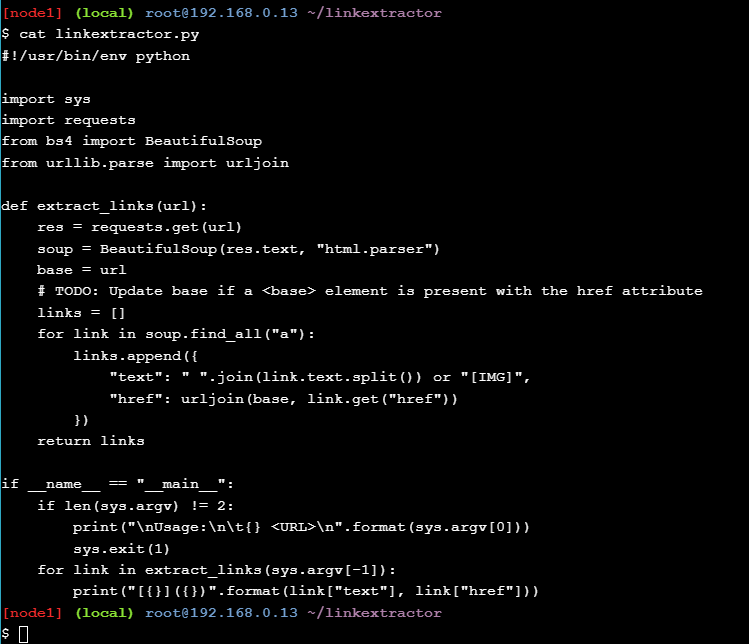 [node1] (local) root@192.168.0.13 ~/linkextractor
$ cat linkextractor.py
#!/usr/bin/env python

import sys
import requests
from bs4 import BeautifulSoup
from urllib.parse import urljoin

def extract_links(url):
    res = requests.get(url)
    soup = BeautifulSoup(res.text, "html.parser")
    base = url
    # TODO: Update base if a <base> element is present with the href attribute
    links = []
    for link in soup.find_all("a"):
        links.append({
            "text": " ".join(link.text.split()) or "[IMG]",
            "href": urljoin(base, link.get("href"))
        })
    return links

if __name__ == "__main__":
    if len(sys.argv) != 2:
        print("\nUsage:\n\t{} <URL>\n".format(sys.argv[0]))
        sys.exit(1)
    for link in extract_links(sys.argv[-1]):
        print("[{}]({})".format(link["text"], link["href"]))
[node1] (local) root@192.168.0.13 ~/linkextractor
$